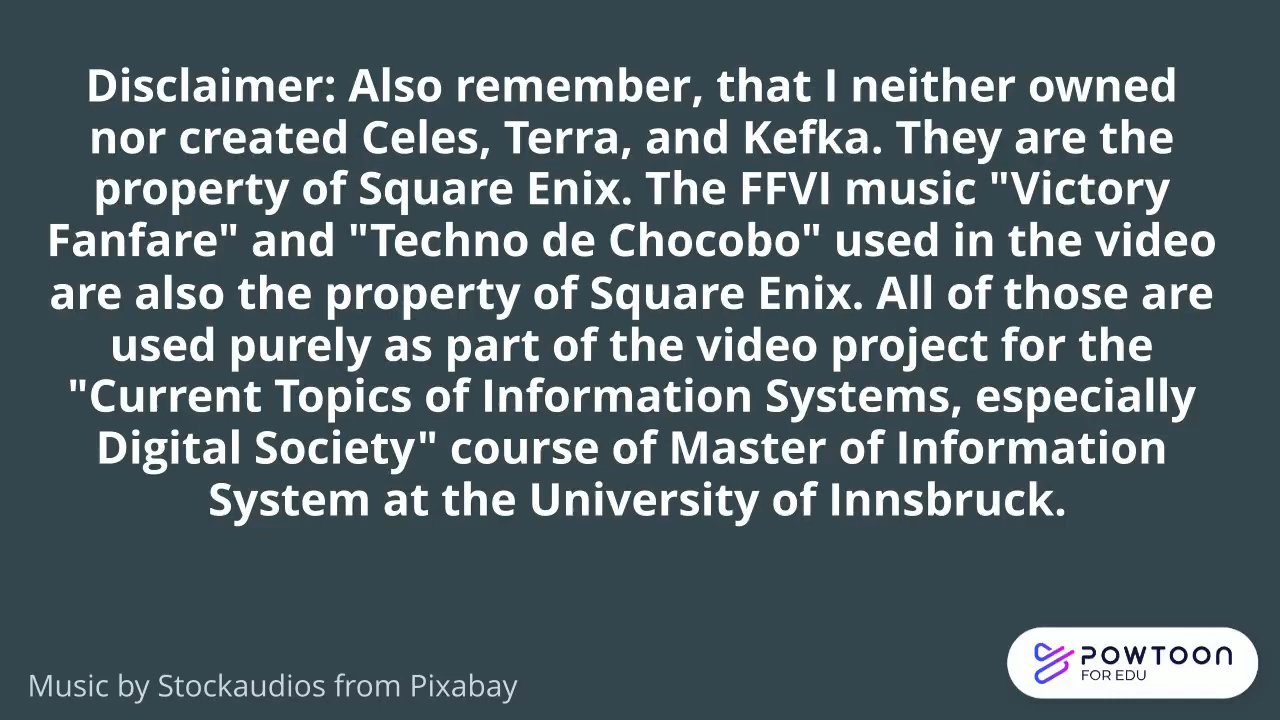 Disclaimer: Also remember, that I neither owned
nor created Celes, Terra, and Kefka. They are the
property of Square Enix. The FFVI music "Victory
Fanfare" and "Techno de Chocobo" used in the video
are also the property of Square Enix. All of those are
used purely as part of the video project for the
"Current Topics of Information Systems, especially
Digital Society" course of Master of Information
System at the University of Innsbruck.
Music by Stockaudios from Pixabay
POWTOON
FOR EDU